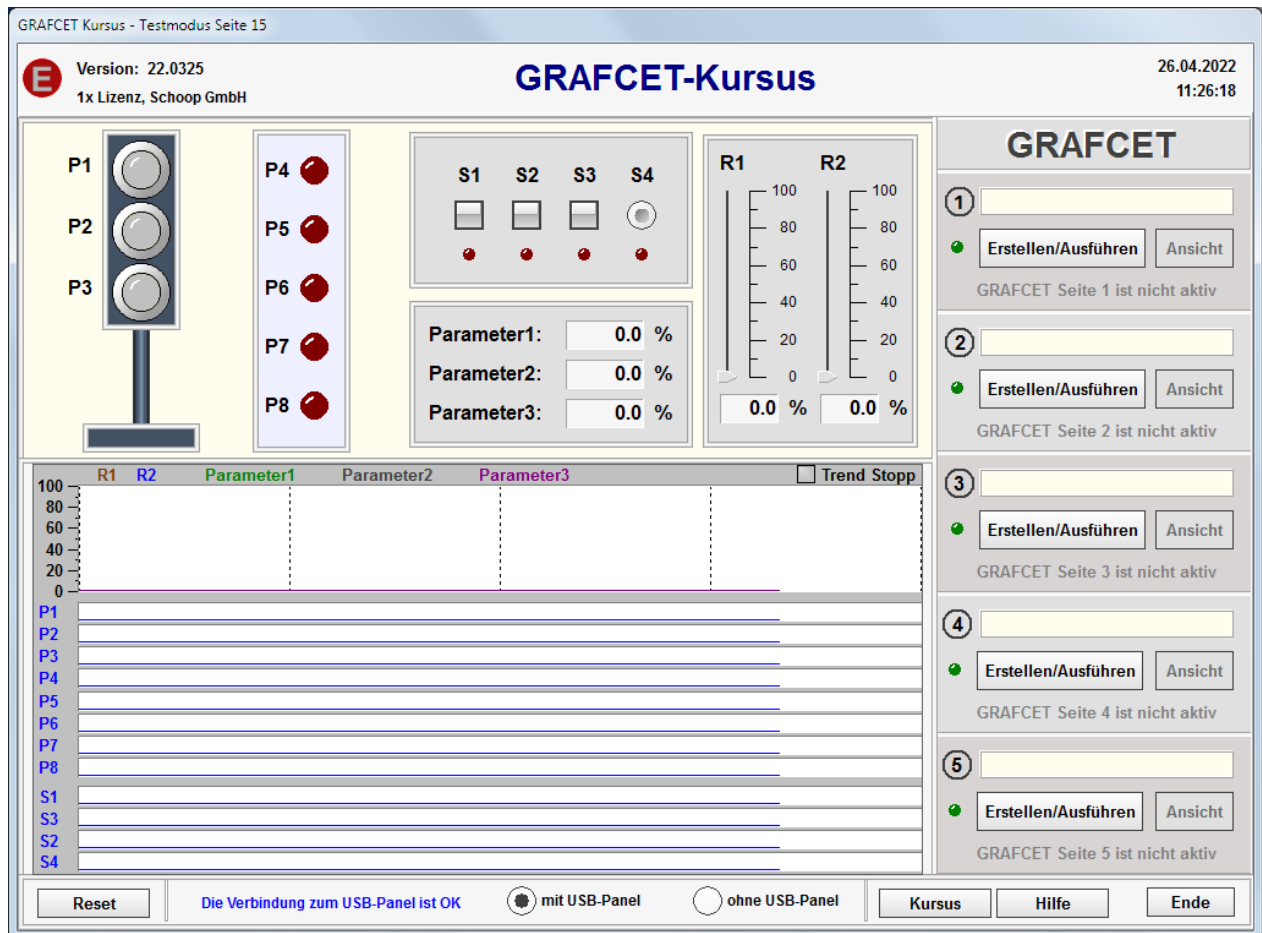 GRAFCET Kursus - Testmodus Seite 15
E
Version: 22.0325
1x Lizenz, Schoop GmbH
GRAFCET-Kursus
26.04.2022
11:26:18
P1
P2
P3
P4
P5
P6
P7
P8
S1 S2 S3 S4
Parameter1: 0.0 %
Parameter2: 0.0 %
Parameter3: 0.0 %
R1 R2
100 100
80 80
60 60
40 40
20 20
0 0
0.0 % 0.0 %
R1 R2 Parameter1 Parameter2 Parameter3 Trend Stopp
100
80
60
40
20
0
P1
P2
P3
P4
P5
P6
P7
P8
S1
S3
S2
S4
GRAFCET
1
Erstellen/Ausführen Ansicht
GRAFCET Seite 1 ist nicht aktiv
2
Erstellen/Ausführen Ansicht
GRAFCET Seite 2 ist nicht aktiv
3
Erstellen/Ausführen Ansicht
GRAFCET Seite 3 ist nicht aktiv
4
Erstellen/Ausführen Ansicht
GRAFCET Seite 4 ist nicht aktiv
5
Erstellen/Ausführen Ansicht
GRAFCET Seite 5 ist nicht aktiv
Reset Die Verbindung zum USB-Panel ist OK mit USB-Panel ohne USB-Panel Kursus Hilfe Ende